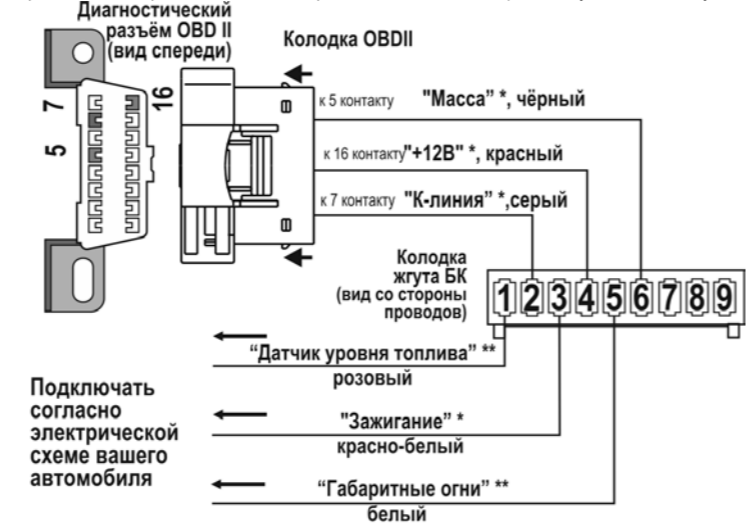 Диагностический
разъём OBD II
(вид спереди)
Колодка OBDII
7
16
5
к 5 контакту "Масса" *, чёрный
к 16 контакту"+12В" *, красный
к 7 контакту "К-линия" *,серый
Колодка
жгута БК
(вид со стороны
проводов)
1 2 3 4 5 6 7 8 9
“Датчик уровня топлива” **
розовый
Подключать
согласно
электрической
схеме вашего
автомобиля
"Зажигание" *
красно-белый
“Габаритные огни” **
белый